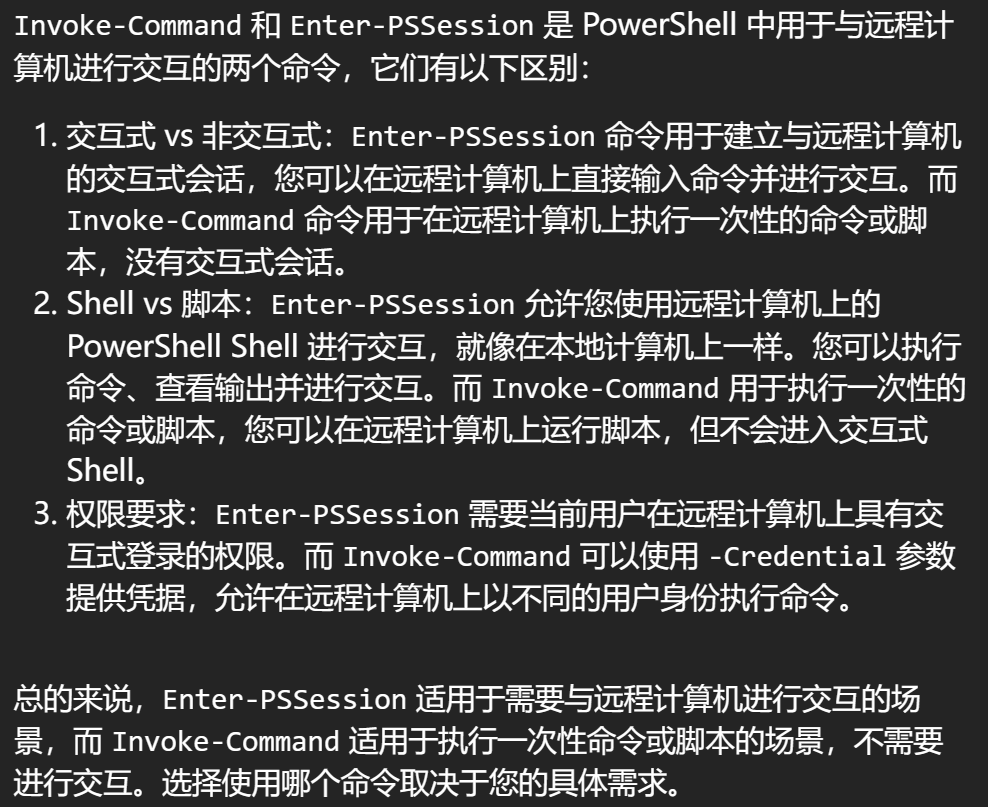 Invoke-Command 和 Enter-PSSession 是 PowerShell 中用于与远程计
算机进行交互的两个命令，它们有以下区别：
1. 交互式 vs 非交互式：Enter-PSSession 命令用于建立与远程计算机
的交互式会话，您可以在远程计算机上直接输入命令并进行交互。而
Invoke-Command 命令用于在远程计算机上执行一次性的命令或脚
本，没有交互式会话。
2. Shell vs 脚本：Enter-PSSession 允许您使用远程计算机上的
PowerShell Shell 进行交互，就像在本地计算机上一样。您可以执行
命令、查看输出并进行交互。而 Invoke-Command 用于执行一次性的
命令或脚本，您可以在远程计算机上运行脚本，但不会进入交互式
Shell。
3. 权限要求：Enter-PSSession 需要当前用户在远程计算机上具有交
互式登录的权限。而 Invoke-Command 可以使用 -Credential 参数
提供凭据，允许在远程计算机上以不同的用户身份执行命令。
总的来说，Enter-PSSession 适用于需要与远程计算机进行交互的场
景，而 Invoke-Command 适用于执行一次性命令或脚本的场景，不需要
进行交互。选择使用哪个命令取决于您的具体需求。